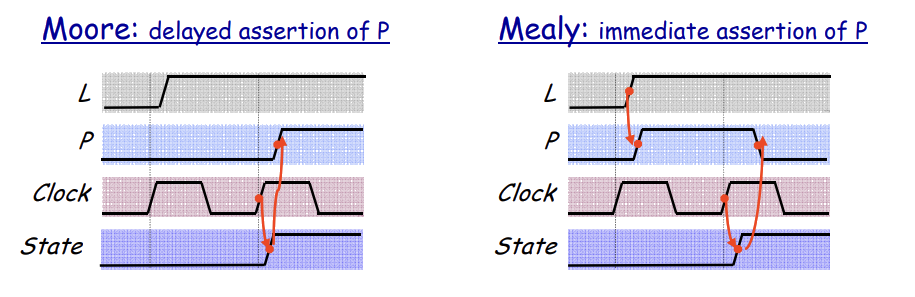 Moore: delayed assertion of P
L
P
Clock
State
Mealy: immediate assertion of P
L
P
Clock
State